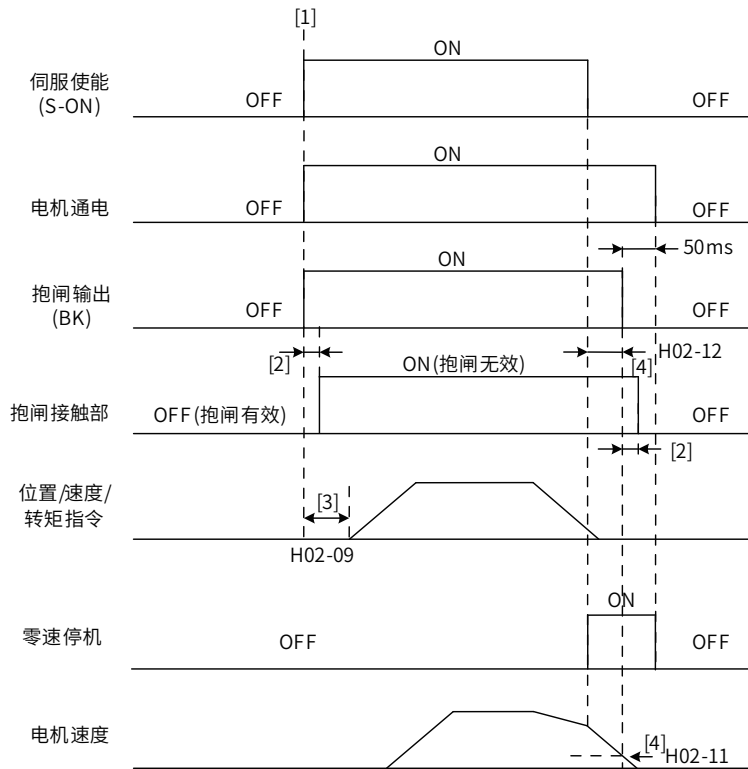 [1]
ON
伺服使能
(S-ON)
OFF
OFF
ON
电机通电
OFF
OFF
50ms
ON
抱闸输出
(BK)
OFF
OFF
[2]
H02-12
ON(抱闸无效)
[4]
抱闸接触部
OFF(抱闸有效)
OFF
[2]
位置/速度/
转矩指令
[3]
H02-09
ON
零速停机
OFF
OFF
电机速度
[4]
H02-11